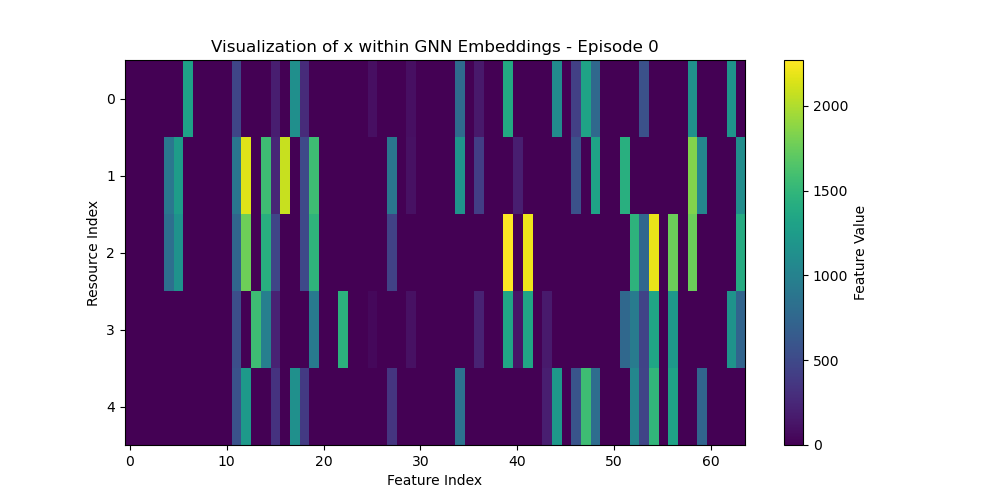 Visualization of x within GNN Embeddings - Episode 0
Resource Index
0
1
2
3
4
0 10 20 30 40 50 60
Feature Index
2000
1500
1000
500
0
Feature Value